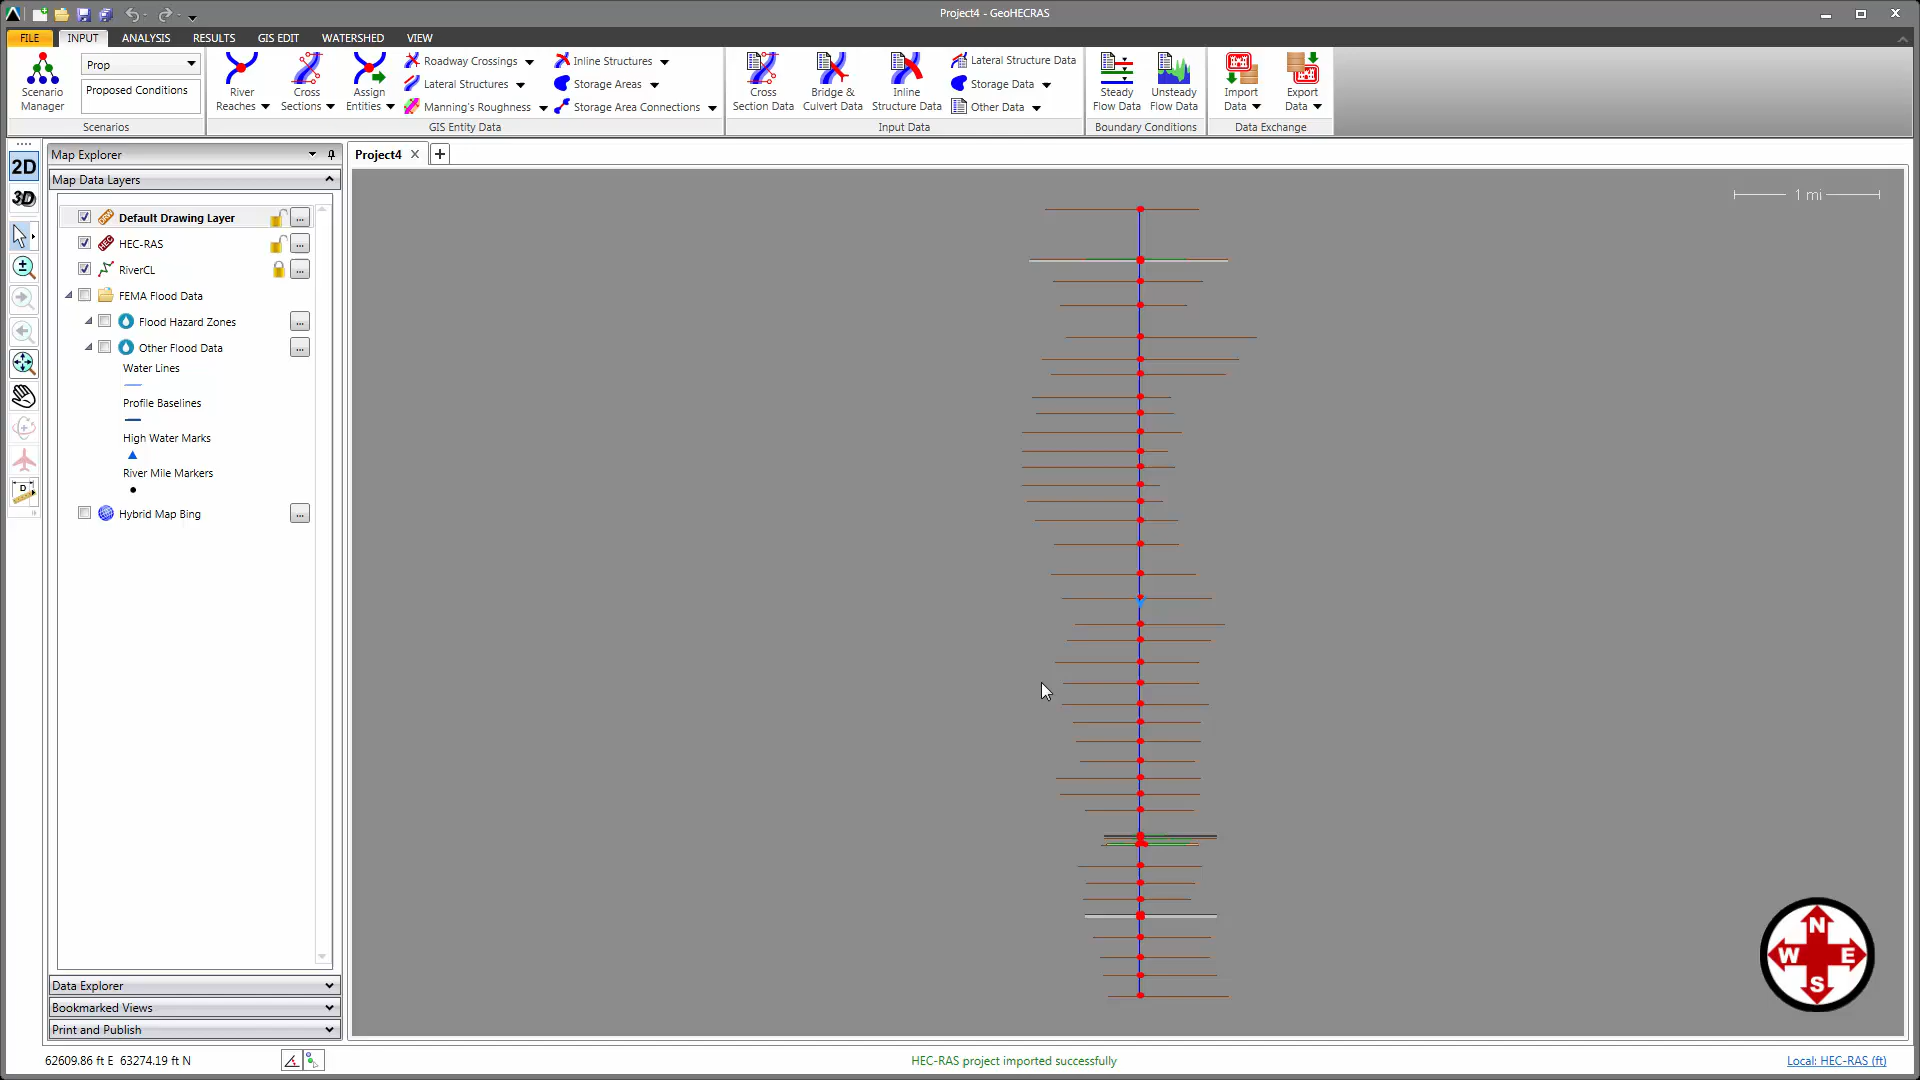 Project4 - GeoHECRAS
FILE
INPUT
ANALYSIS
RESULTS
GIS EDIT
WATERSHED
VIEW
Scenario
Manager
Prop
Proposed Conditions
Scenarios
River
Reaches
Cross
Sections
Assign
Entities
Roadway Crossings
Lateral Structures
Manning's Roughness
Inline Structures
Storage Areas
Storage Area Connections
GIS Entity Data
Cross
Section Data
Bridge &
Culvert Data
Inline
Structure Data
Lateral Structure Data
Storage Data
Other Data
Input Data
Steady
Flow Data
Unsteady
Flow Data
Boundary Conditions
Import
Data
Export
Data
Data Exchange
2D
3D
D
Map Explorer
Project4
Map Data Layers
Default Drawing Layer
...
HEC-RAS
...
RiverCL
...
FEMA Flood Data
Flood Hazard Zones
...
Other Flood Data
...
Water Lines
Profile Baselines
High Water Marks
River Mile Markers
Hybrid Map Bing
...
Data Explorer
Bookmarked Views
Print and Publish
1 mi
N
W E
S
62609.86 ft E 63274.19 ft N
HEC-RAS project imported successfully
Local: HEC-RAS (ft)